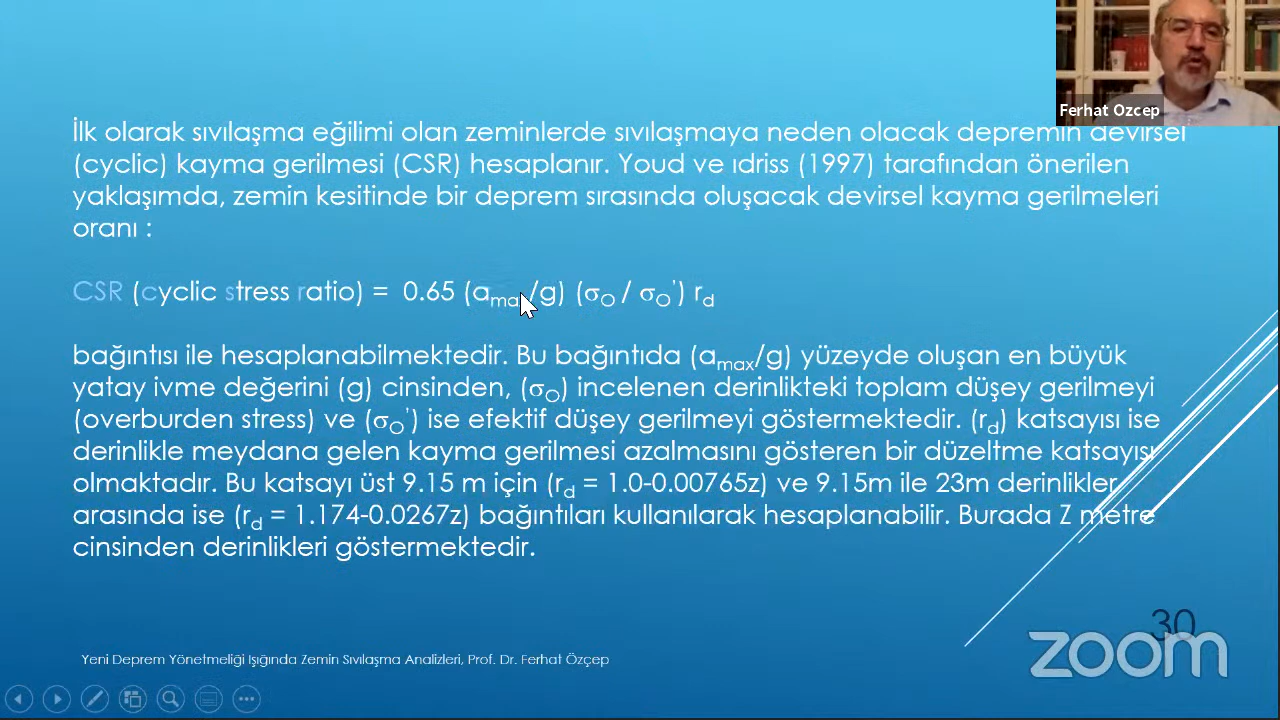 Ferhat Ozcep
İlk olarak sıvılaşma eğilimi olan zeminlerde sıvılaşmaya neden olacak depremin devirsel
(cyclic) kayma gerilmesi (CSR) hesaplanır. Youd ve ıdriss (1997) tarafından önerilen
yaklaşımda, zemin kesitinde bir deprem sırasında oluşacak devirsel kayma gerilmeleri
oranı :
CSR (cyclic stress ratio) = 0.65 (amax/g) (σO / σO') rd
bağıntısı ile hesaplanabilmektedir. Bu bağıntıda (amax/g) yüzeyde oluşan en büyük
yatay ivme değerini (g) cinsinden, (σO) incelenen derinlikteki toplam düşey gerilmeyi
(overburden stress) ve (σO') ise efektif düşey gerilmeyi göstermektedir. (rd) katsayısı ise
derinlikle meydana gelen kayma gerilmesi azalmasını gösteren bir düzeltme katsayısı
olmaktadır. Bu katsayı üst 9.15 m için (rd = 1.0-0.00765z) ve 9.15m ile 23m derinlikler
arasında ise (rd = 1.174-0.0267z) bağıntıları kullanılarak hesaplanabilir. Burada Z metre
cinsinden derinlikleri göstermektedir.
30
zoom
Yeni Deprem Yönetmeliği Işığında Zemin Sıvılaşma Analizleri, Prof. Dr. Ferhat Özçep